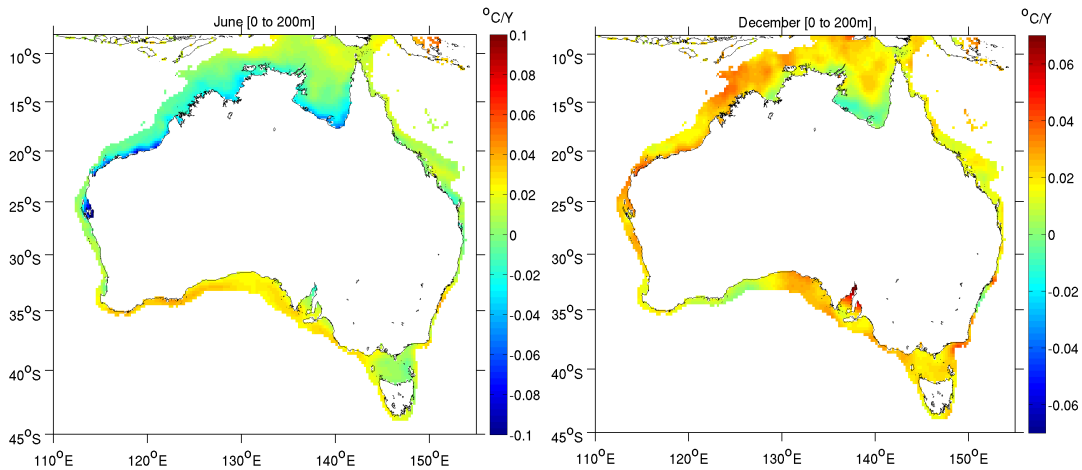 June [0 to 200m]
°C/Y
10°S
15°S
20°S
25°S
30°S
35°S
40°S
45°S
110°E
120°E
130°E
140°E
150°E
0.1
0.08
0.06
0.04
0.02
0
-0.02
-0.04
-0.06
-0.08
-0.1
December [0 to 200m]
°C/Y
10°S
15°S
20°S
25°S
30°S
35°S
40°S
45°S
110°E
120°E
130°E
140°E
150°E
0.06
0.04
0.02
0
-0.02
-0.04
-0.06